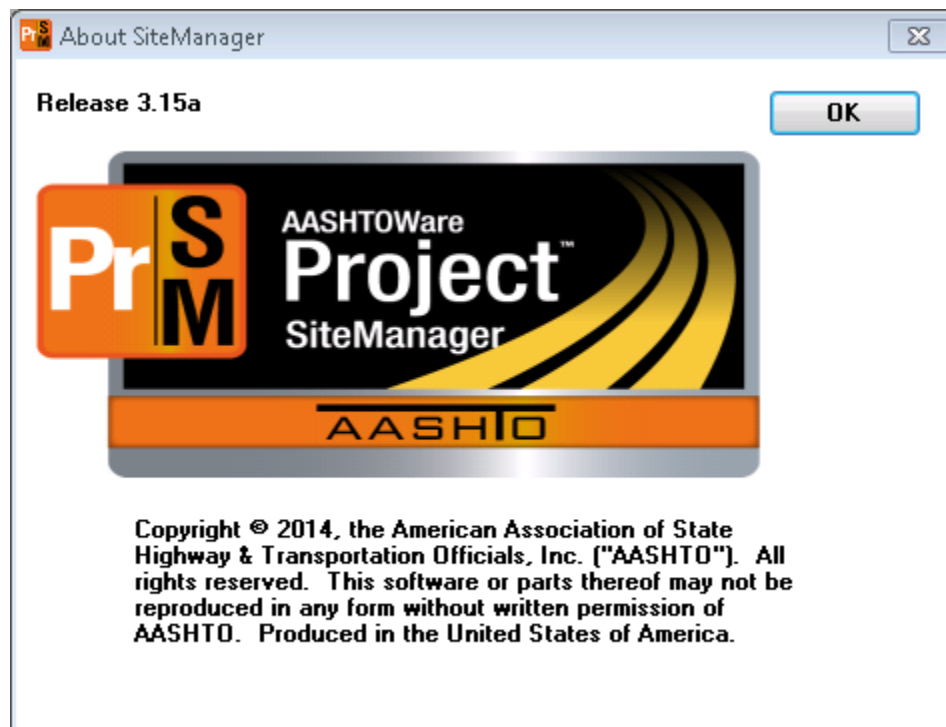 About SiteManager
Release 3.15a
OK
Pr SM
AASHTOWare
Project™
SiteManager
AASHTO
Copyright © 2014, the American Association of State
Highway & Transportation Officials, Inc. ("AASHTO").  All
rights reserved.  This software or parts thereof may not be
reproduced in any form without written permission of
AASHTO.  Produced in the United States of America.